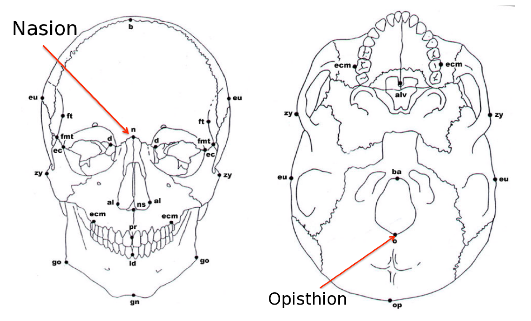 Nasion
b
eu
eu
ft
ft
n
fmt
d
d
fmt
ec
ec
zy
zy
al
ns
al
ecm
ecm
pr
go
go
ld
gn
ecm
ecm
alv
zy
zy
eu
ba
eu
o
Opisthion
op